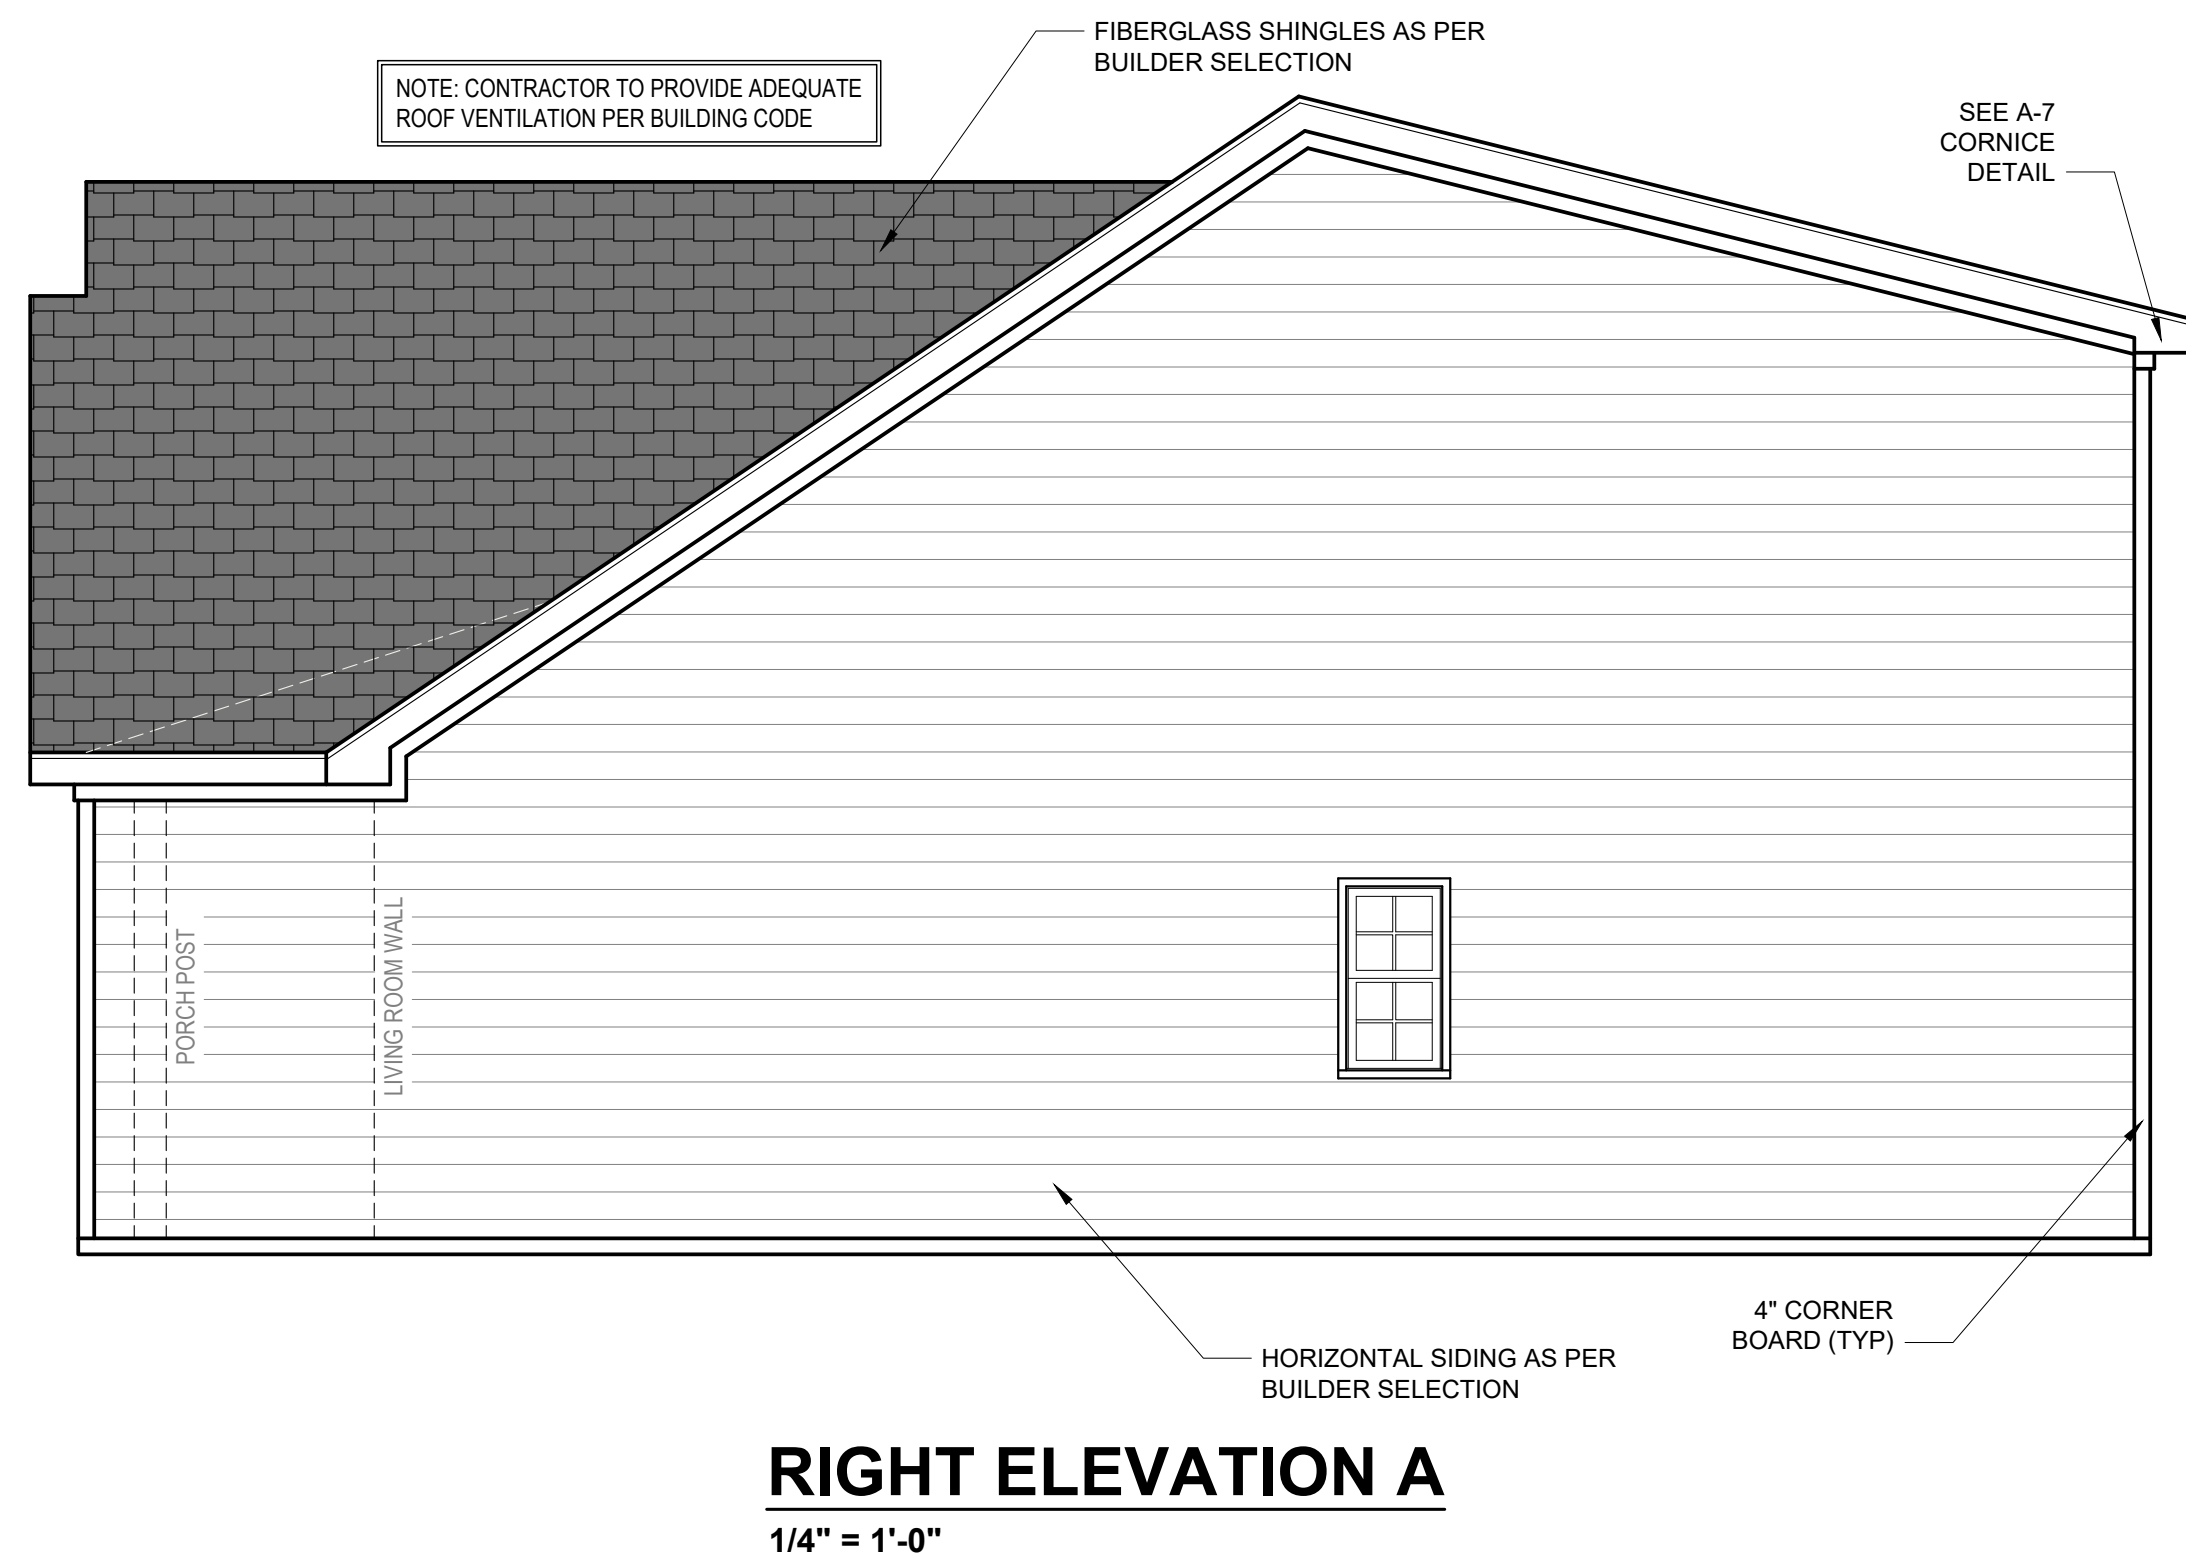 FIBERGLASS SHINGLES AS PER
BUILDER SELECTION
NOTE: CONTRACTOR TO PROVIDE ADEQUATE
ROOF VENTILATION PER BUILDING CODE
SEE A-7
CORNICE
DETAIL
PORCH POST
LIVING ROOM WALL
4" CORNER
BOARD (TYP)
HORIZONTAL SIDING AS PER
BUILDER SELECTION
RIGHT ELEVATION A
1/4" = 1'-0"